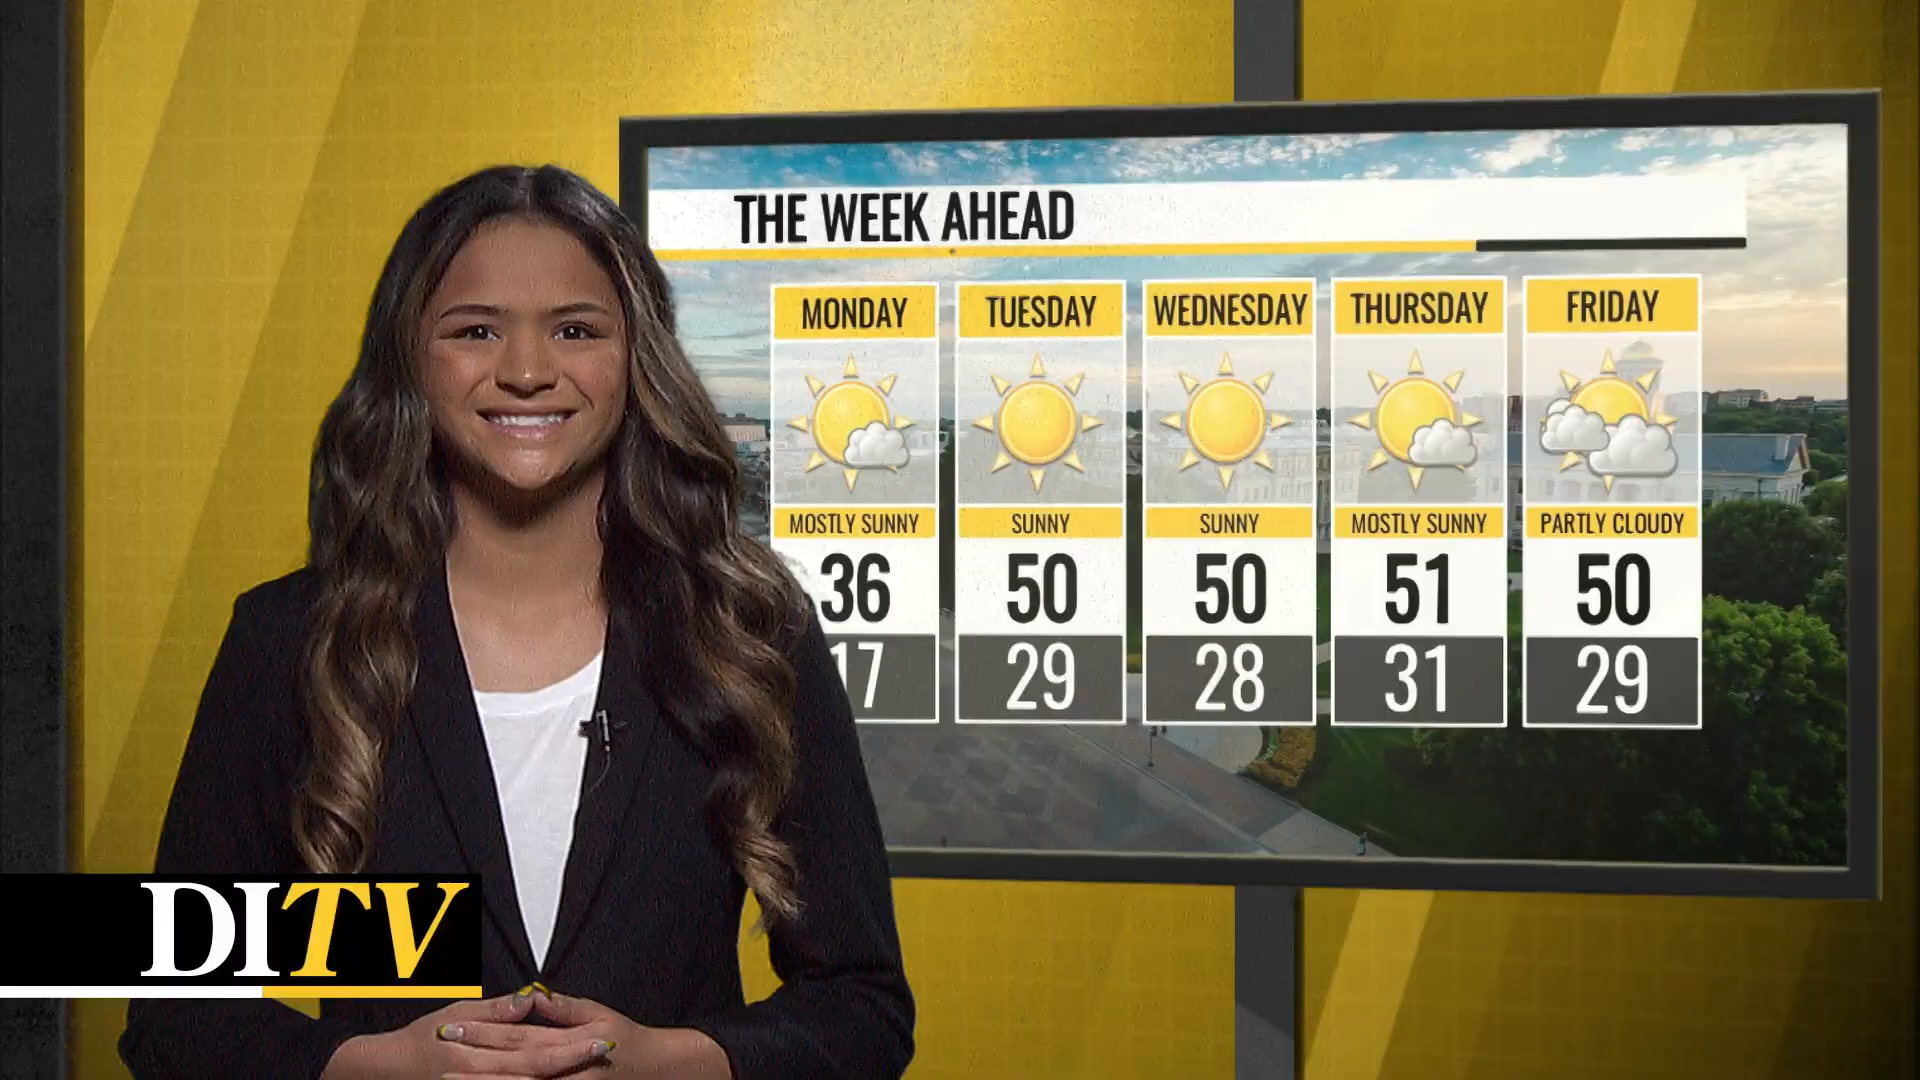 THE WEEK AHEAD
MONDAY TUESDAY WEDNESDAY THURSDAY FRIDAY
MOSTLY SUNNY SUNNY SUNNY MOSTLY SUNNY PARTLY CLOUDY
36 50 50 51 50
17 29 28 31 29
DITV